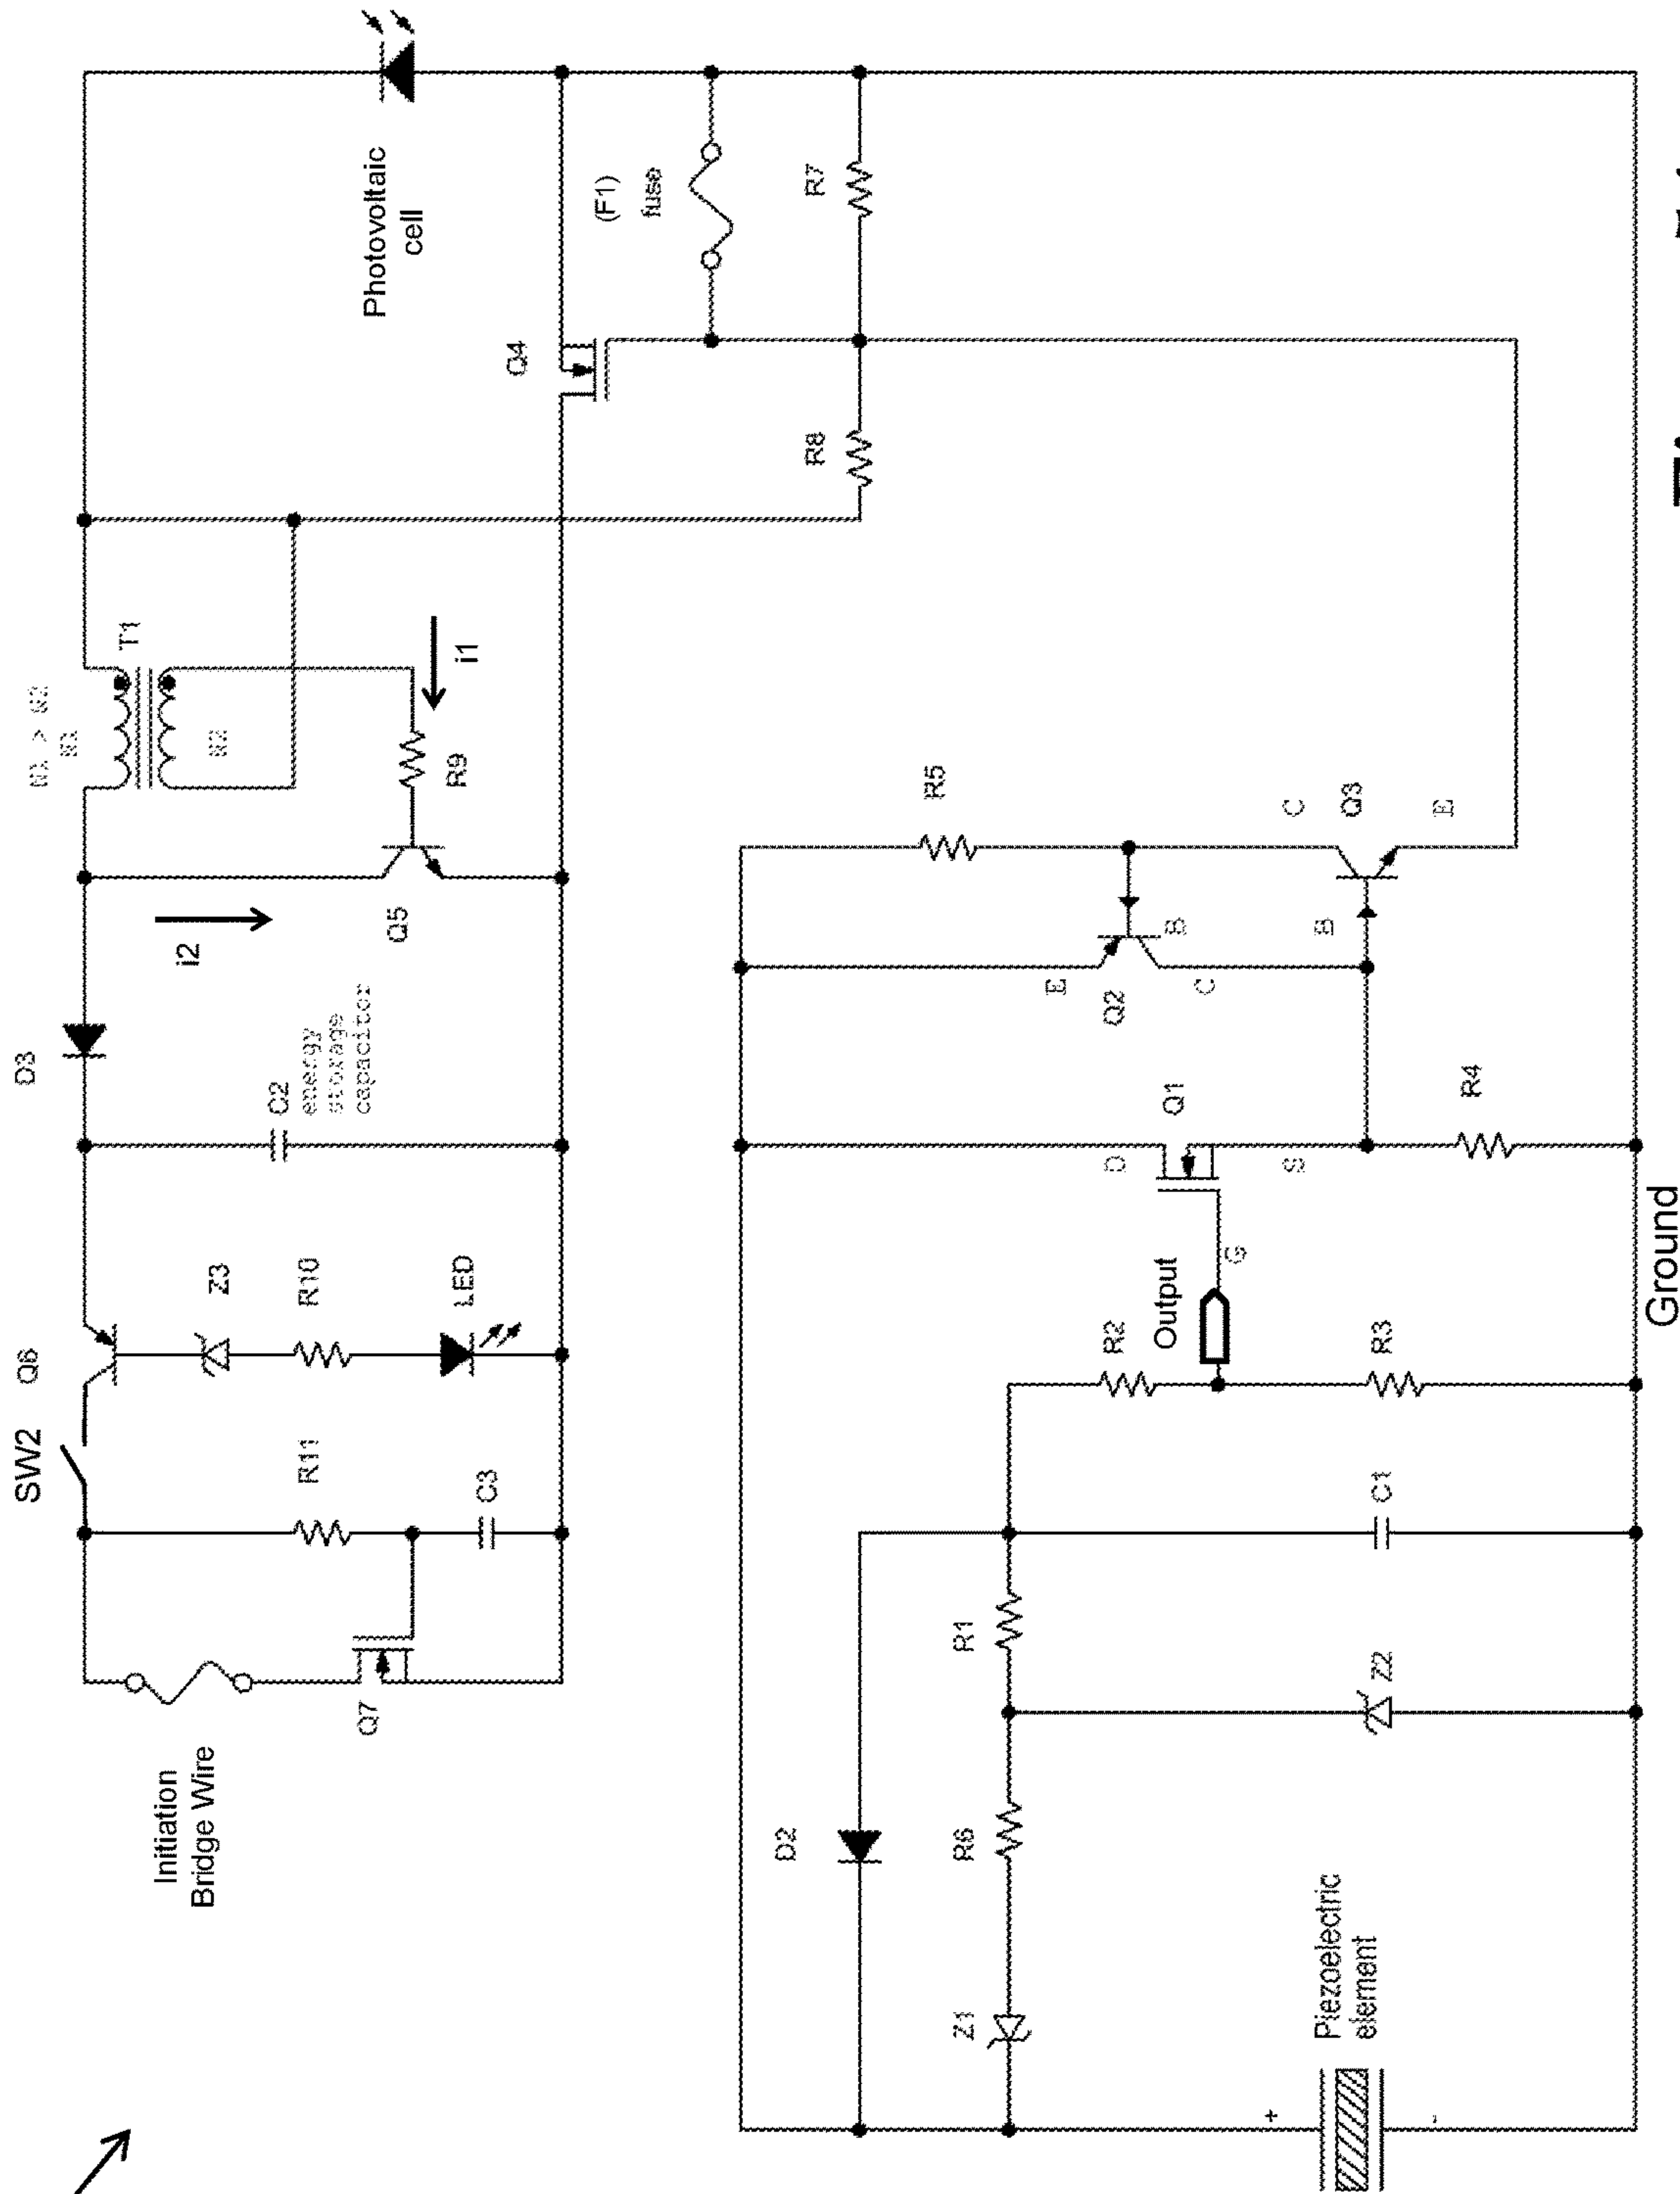 SW2
Q6
D3
T1
Initiation
Bridge Wire
R11
Z3
R10
C2
energy
storage
capacitor
i2
N1 > N2
N1
N2
Q7
C3
LED
Q5
R9
i1
Photovoltaic
cell
Q4
(F1)
fuse
R8
R7
D2
R5
Z1
R6
R1
R2
Output
G
D
Q1
S
E
Q2
C
B
B
C
Q3
E
Piezoelectric
element
+
-
Z2
C1
R3
R4
Ground